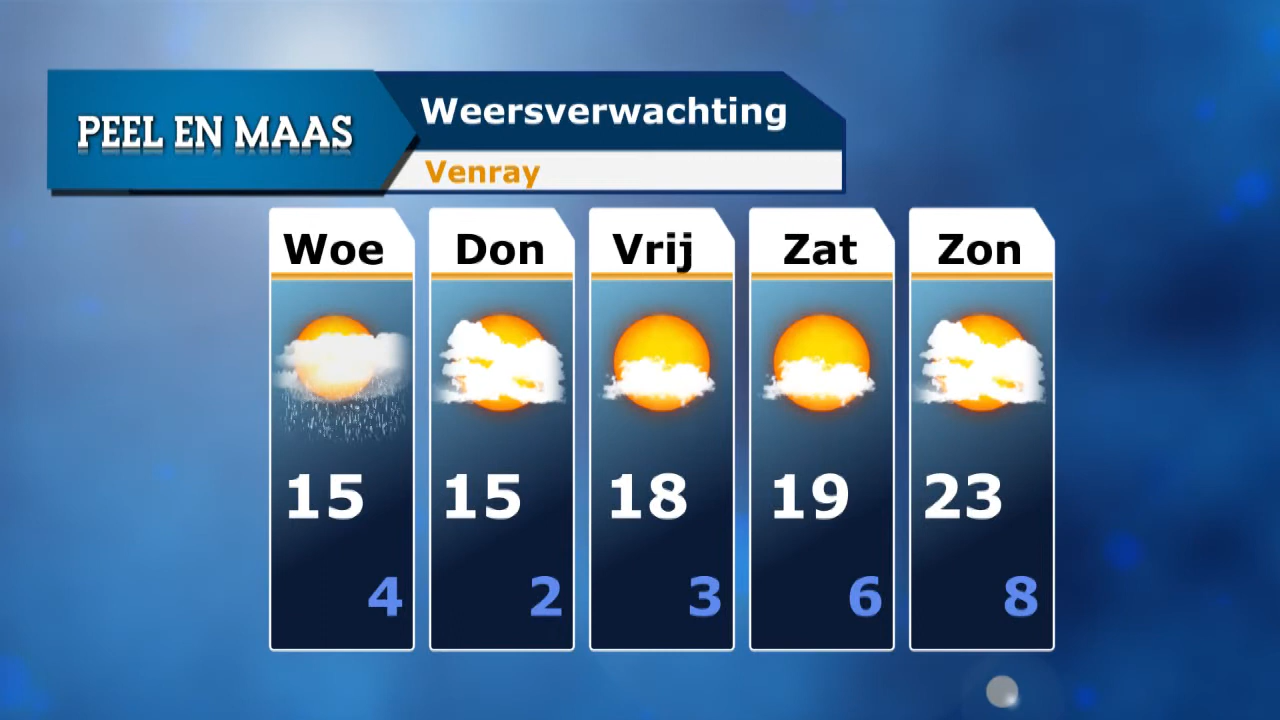 PEEL EN MAAS
Weersverwachting
Venray
Woe Don Vrij Zat Zon
15 15 18 19 23
4 2 3 6 8